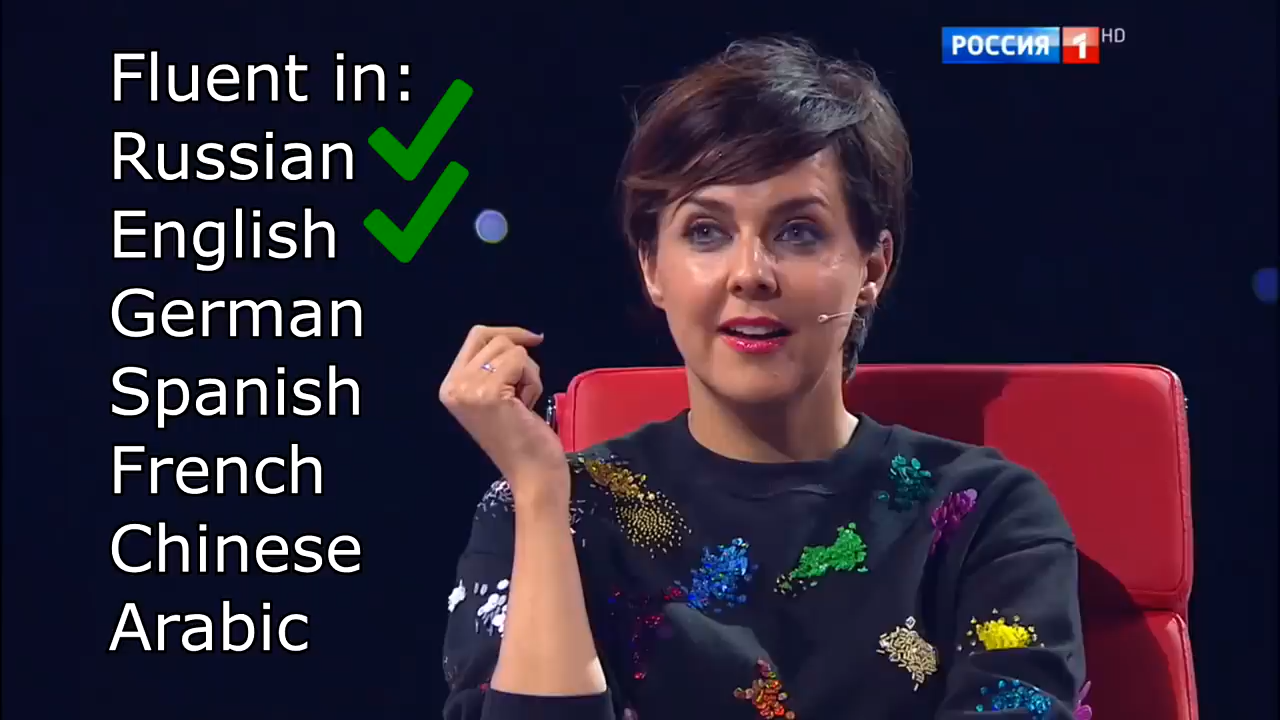 РОССИЯ 1 HD
Fluent in:
Russian
English
German
Spanish
French
Chinese
Arabic